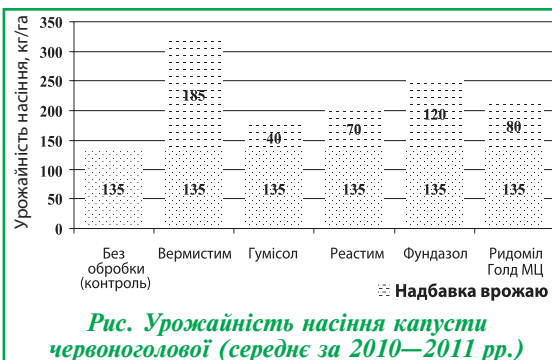 Урожайність насіння, кг/га
350
300
250
200
150
100
50
0
185
40
70
120
80
135
135
135
135
135
135
Без обробки (контроль)
Вермистим
Гумісол
Реастим
Фундазол
Ридоміл Голд МЦ
Надбавка врожаю
Рис. Урожайність насіння капусти
червоноголової (середнє за 2010—2011 рр.)